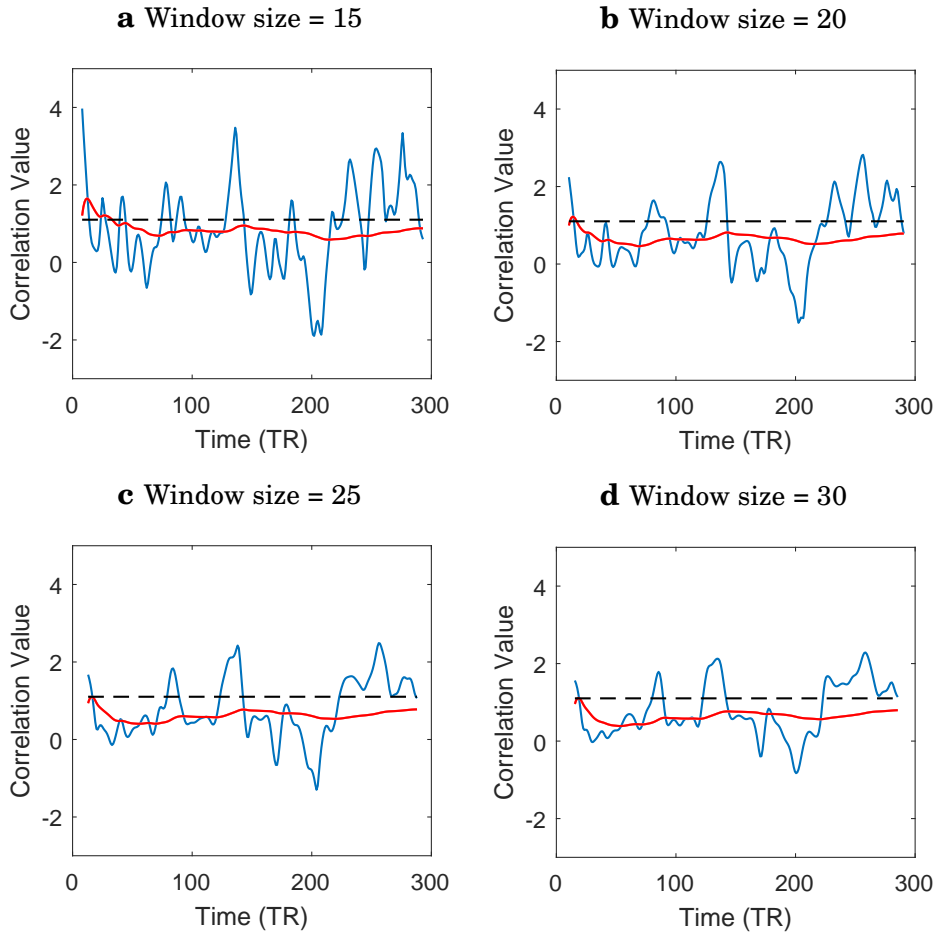 a Window size = 15
4
2
0
-2
Correlation Value
0 100 200 300
Time (TR)
b Window size = 20
4
2
0
-2
Correlation Value
0 100 200 300
Time (TR)
c Window size = 25
4
2
0
-2
Correlation Value
0 100 200 300
Time (TR)
d Window size = 30
4
2
0
-2
Correlation Value
0 100 200 300
Time (TR)